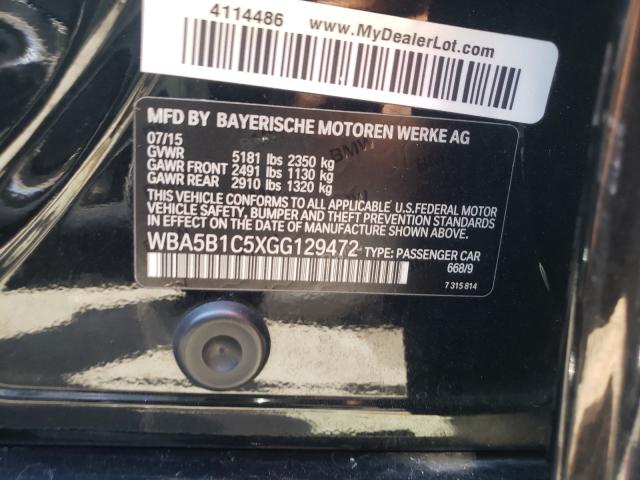 4114486
www.MyDealerLot.com
MFD BY BAYERISCHE MOTOREN WERKE AG
07/15
GVWR 5181 lbs 2350 kg
GAWR FRONT 2491 lbs 1130 kg
GAWR REAR 2910 lbs 1320 kg
THIS VEHICLE CONFORMS TO ALL APPLICABLE U.S.FEDERAL MOTOR
VEHICLE SAFETY, BUMPER AND THEFT PREVENTION STANDARDS
IN EFFECT ON THE DATE OF MANUFACTURE SHOWN ABOVE.
WBA5B1C5XGG129472 TYPE: PASSENGER CAR
668/9
7 315 814